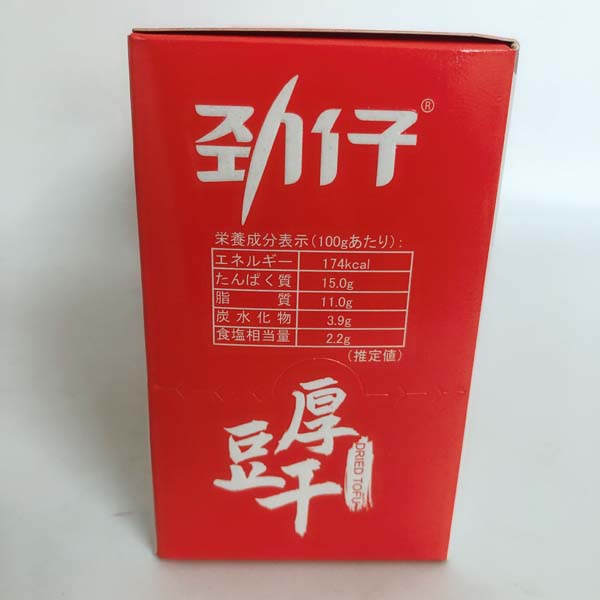 劲仔®
栄養成分表示(100gあたり):
エネルギー 174kcal
たんぱく質 15.0g
脂質 11.0g
炭水化物 3.9g
食塩相当量 2.2g
(推定値)
厚
豆干
DRIED TOFU